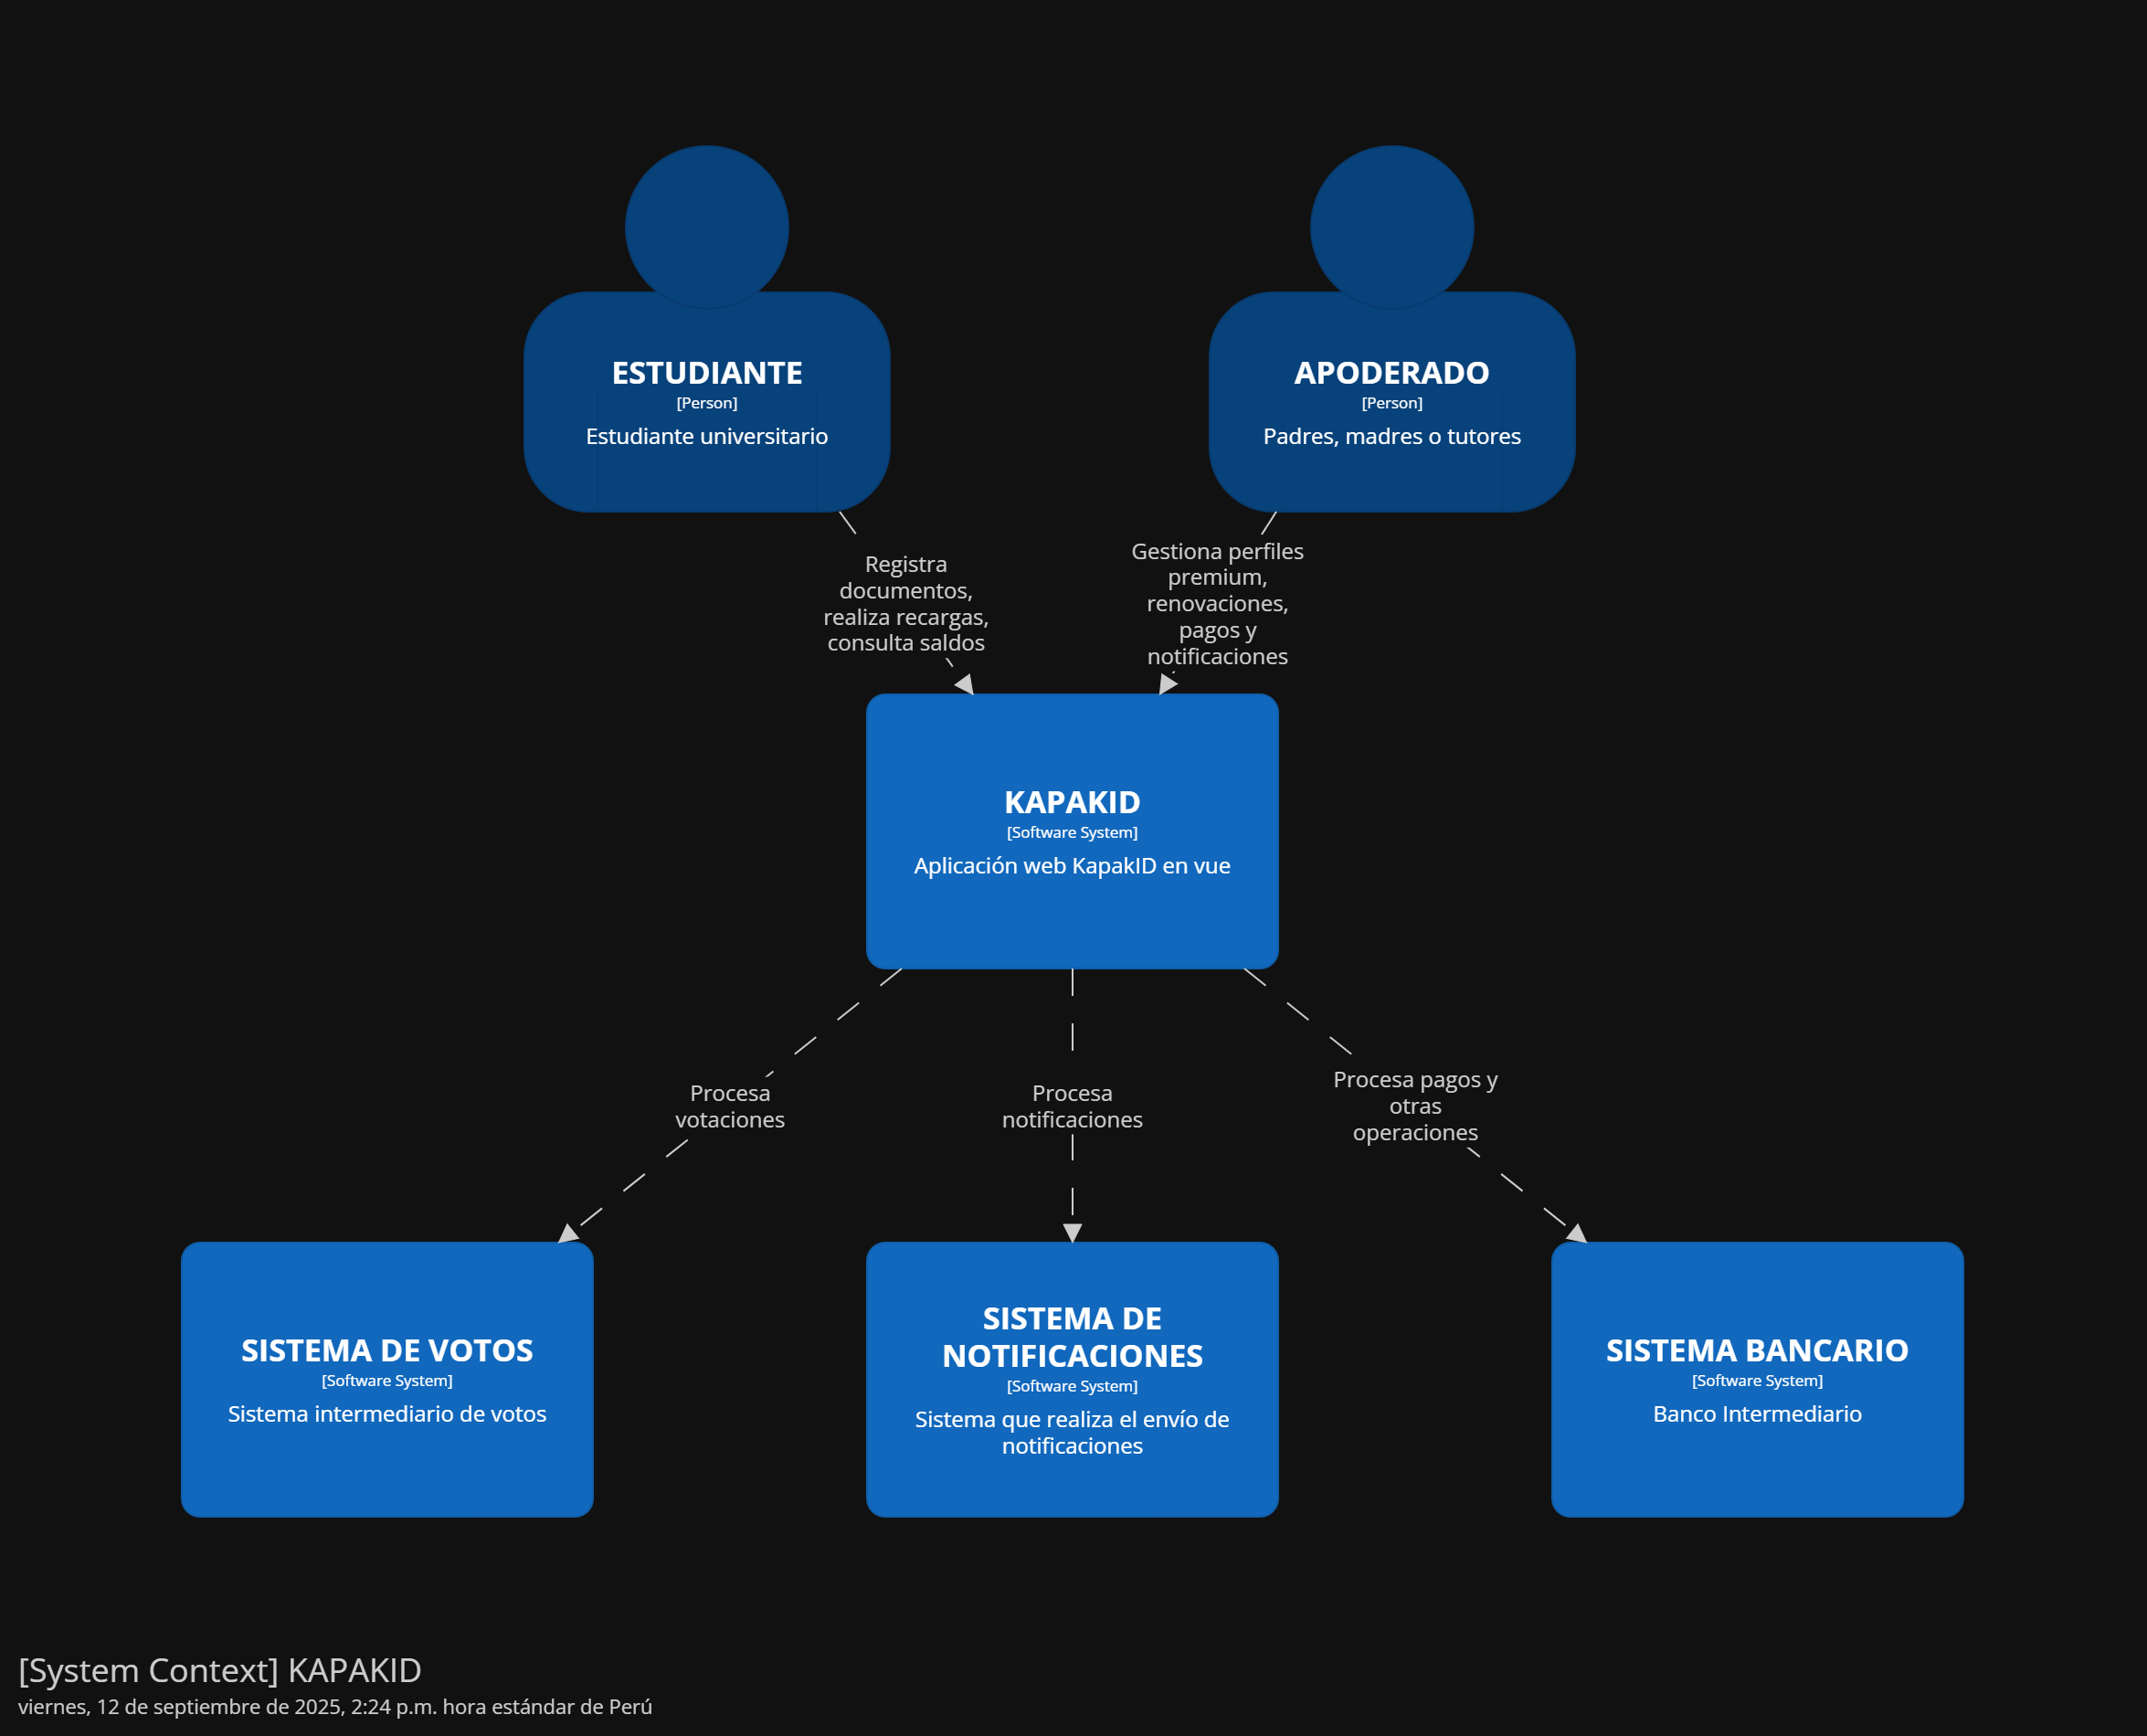 ESTUDIANTE
[Person]
Estudiante universitario
APODERADO
[Person]
Padres, madres o tutores
Registra
documentos,
realiza recargas,
consulta saldos
Gestiona perfiles
premium,
renovaciones,
pagos y
notificaciones
KAPAKID
[Software System]
Aplicación web KapakID en vue
Procesa
votaciones
Procesa
notificaciones
Procesa pagos y
otras
operaciones
SISTEMA DE VOTOS
[Software System]
Sistema intermediario de votos
SISTEMA DE
NOTIFICACIONES
[Software System]
Sistema que realiza el envío de
notificaciones
SISTEMA BANCARIO
[Software System]
Banco Intermediario
[System Context] KAPAKID
viernes, 12 de septiembre de 2025, 2:24 p.m. hora estándar de Perú